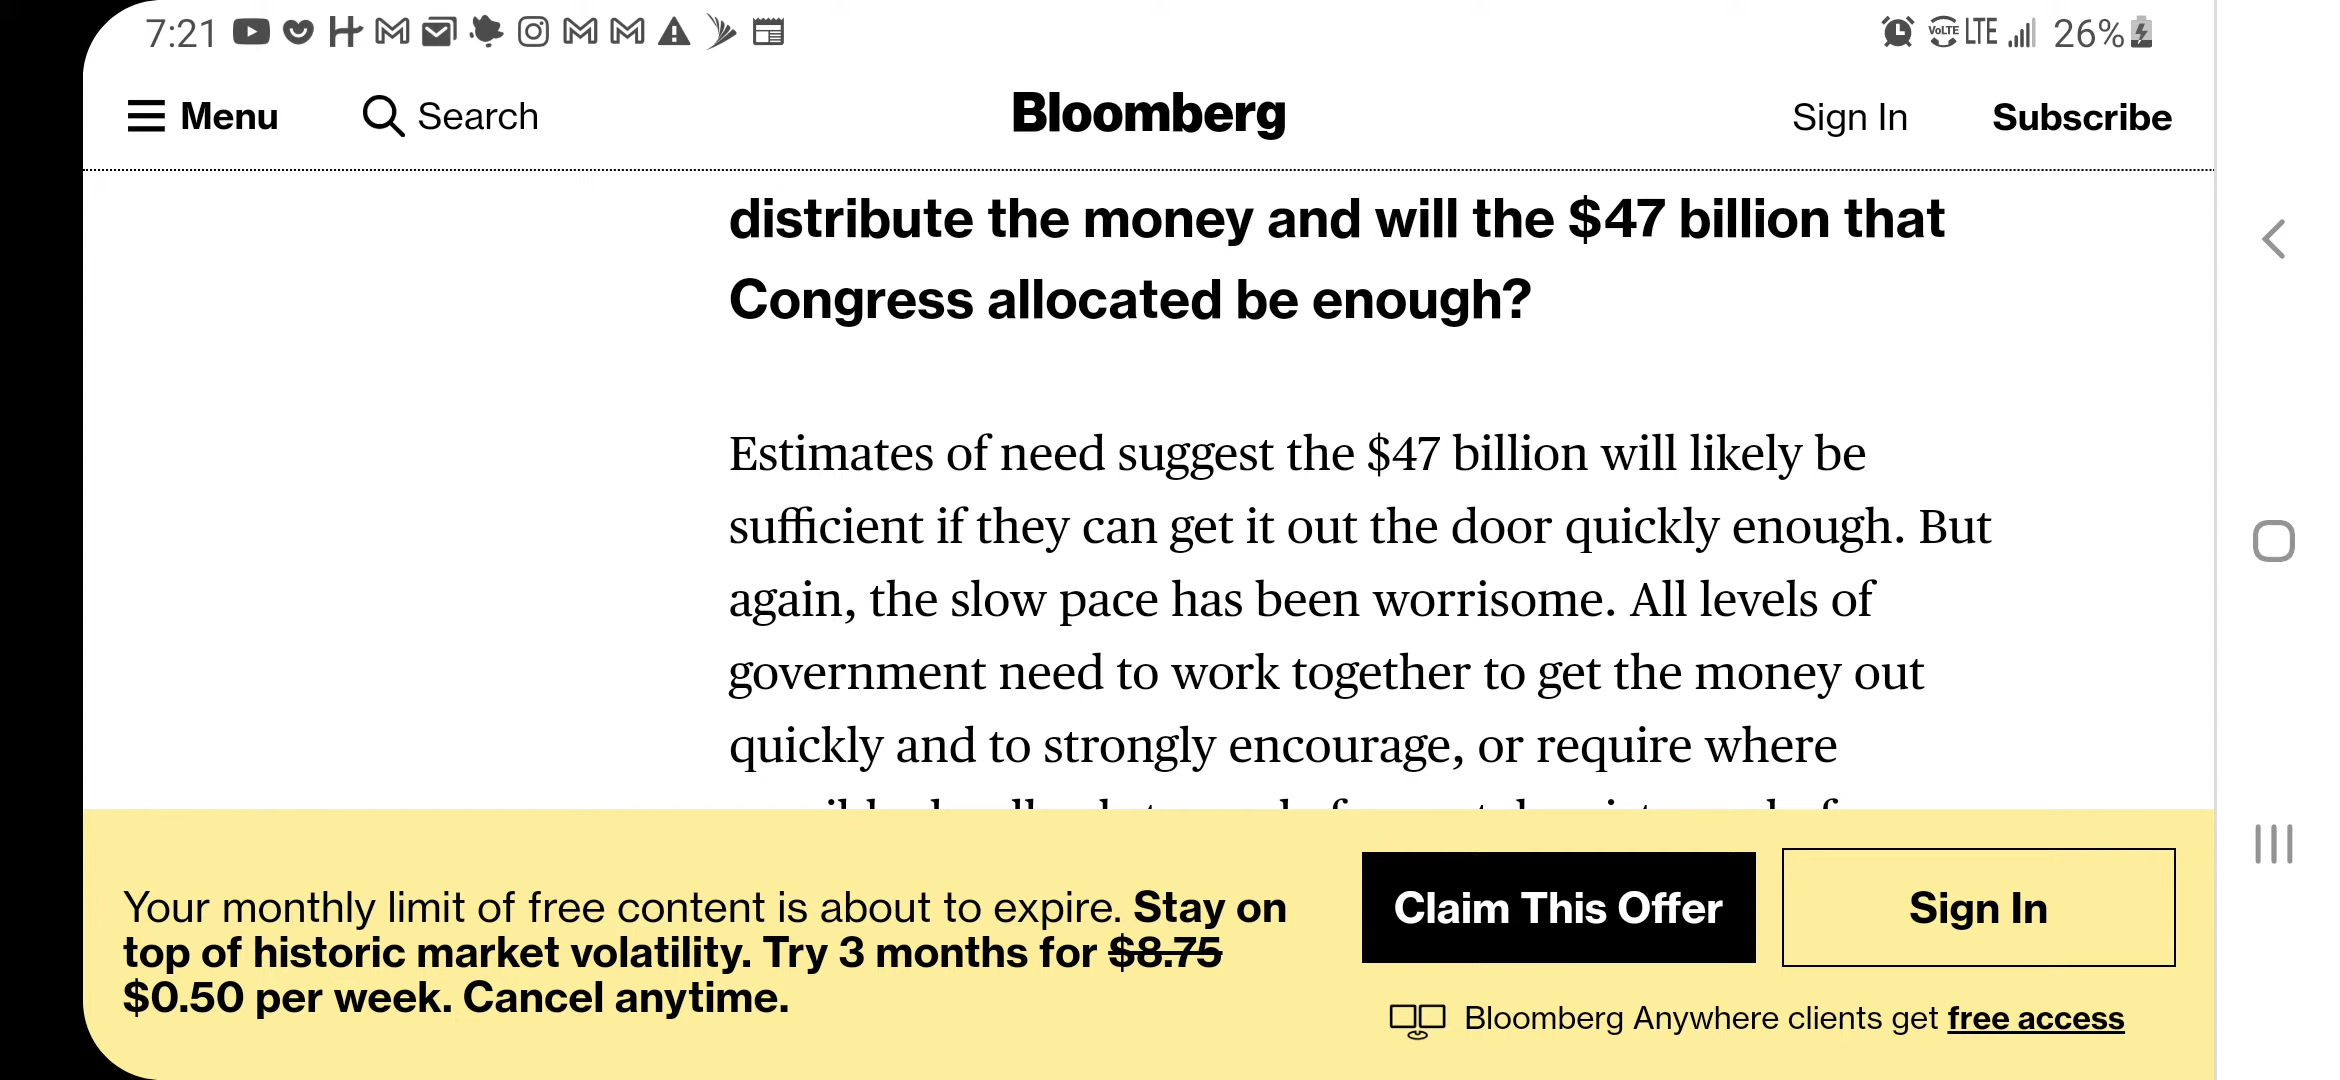 7:21
VoLTE LTE 26%
Menu Search Bloomberg Sign In Subscribe
distribute the money and will the $47 billion that
Congress allocated be enough?
Estimates of need suggest the $47 billion will likely be
sufficient if they can get it out the door quickly enough. But
again, the slow pace has been worrisome. All levels of
government need to work together to get the money out
quickly and to strongly encourage, or require where
Your monthly limit of free content is about to expire. Stay on
top of historic market volatility. Try 3 months for $8.75
$0.50 per week. Cancel anytime.
Claim This Offer
Sign In
Bloomberg Anywhere clients get free access